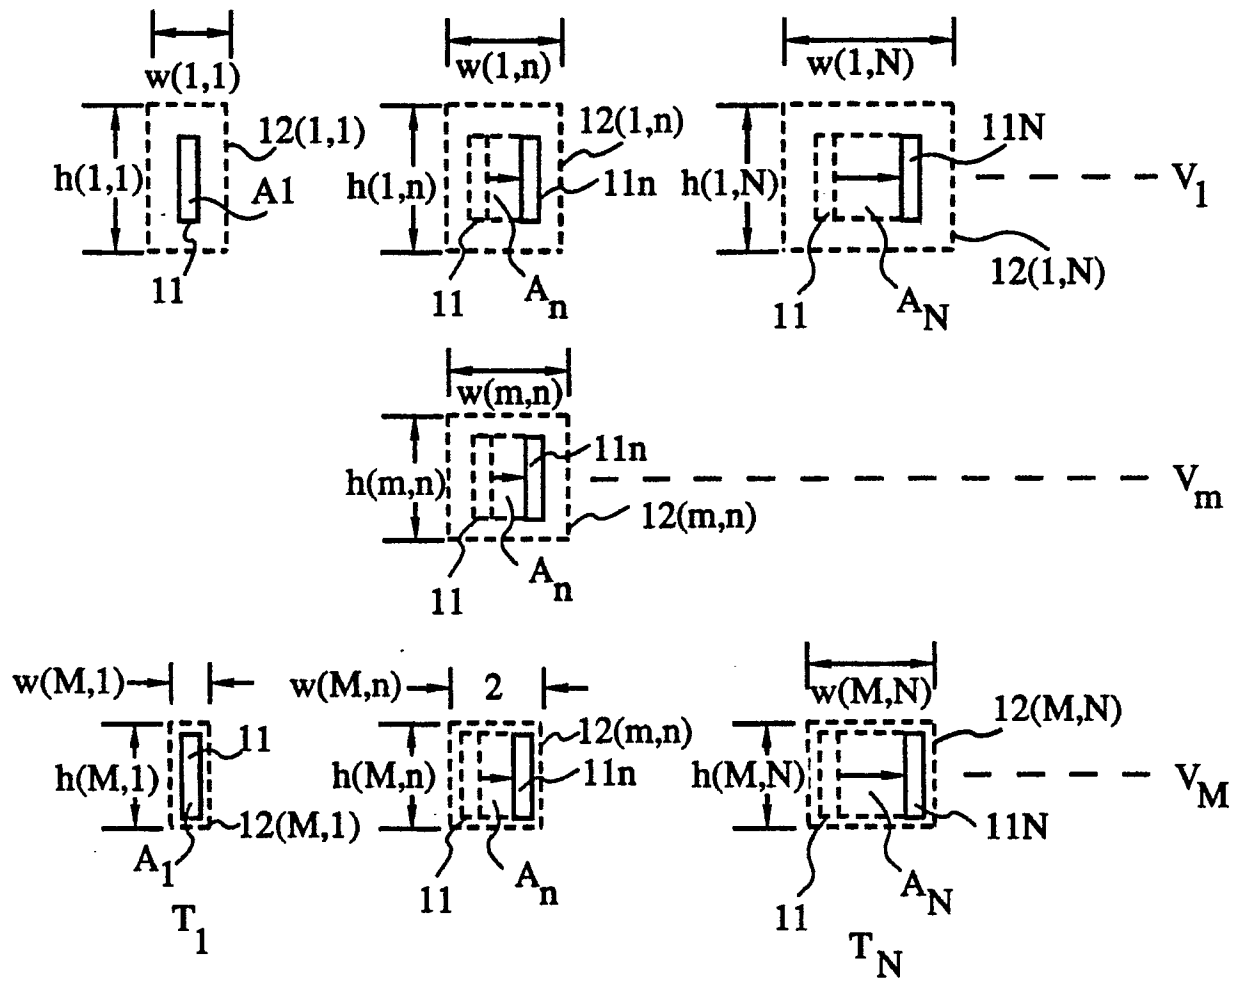 w(1,1) w(1,n) w(1,N)
12(1,1) 12(1,n) 11N
h(1,1) A1 h(1,n) 11n h(1,N) V1
11 11 An 11 AN 12(1,N)
w(m,n)
11n
h(m,n) Vm
12(m,n)
11 An
w(M,1) w(M,n) 2 w(M,N)
11 12(m,n) 12(M,N)
h(M,1) h(M,n) 11n h(M,N) VM
12(M,1) 11N
A1 11 An 11 AN
T1 TN